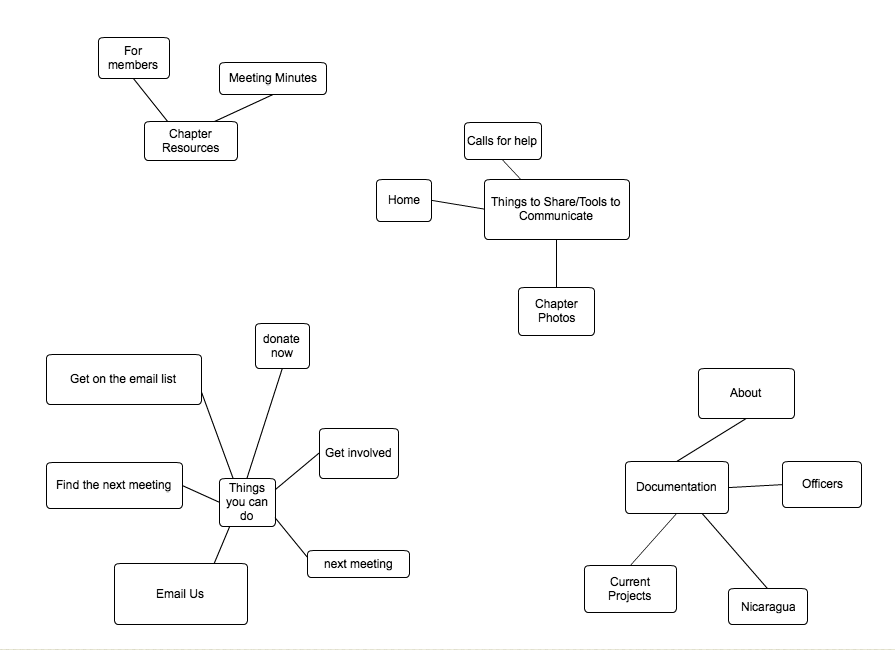 For
members
Meeting Minutes
Chapter
Resources
Calls for help
Home
Things to Share/Tools to
Communicate
Chapter
Photos
donate
now
Get on the email list
Get involved
Find the next meeting
Things
you can
do
next meeting
Email Us
About
Documentation
Officers
Current
Projects
Nicaragua